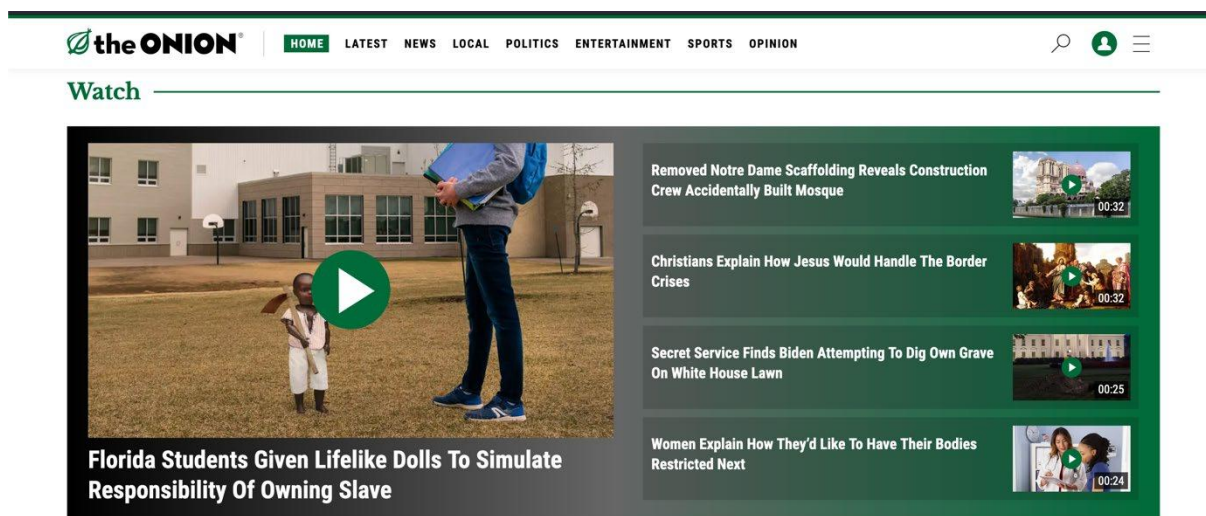 the ONION®
HOME LATEST NEWS LOCAL POLITICS ENTERTAINMENT SPORTS OPINION
Watch
Florida Students Given Lifelike Dolls To Simulate
Responsibility Of Owning Slave
Removed Notre Dame Scaffolding Reveals Construction
Crew Accidentally Built Mosque
00:32
Christians Explain How Jesus Would Handle The Border
Crises
00:32
Secret Service Finds Biden Attempting To Dig Own Grave
On White House Lawn
00:25
Women Explain How They’d Like To Have Their Bodies
Restricted Next
00:24